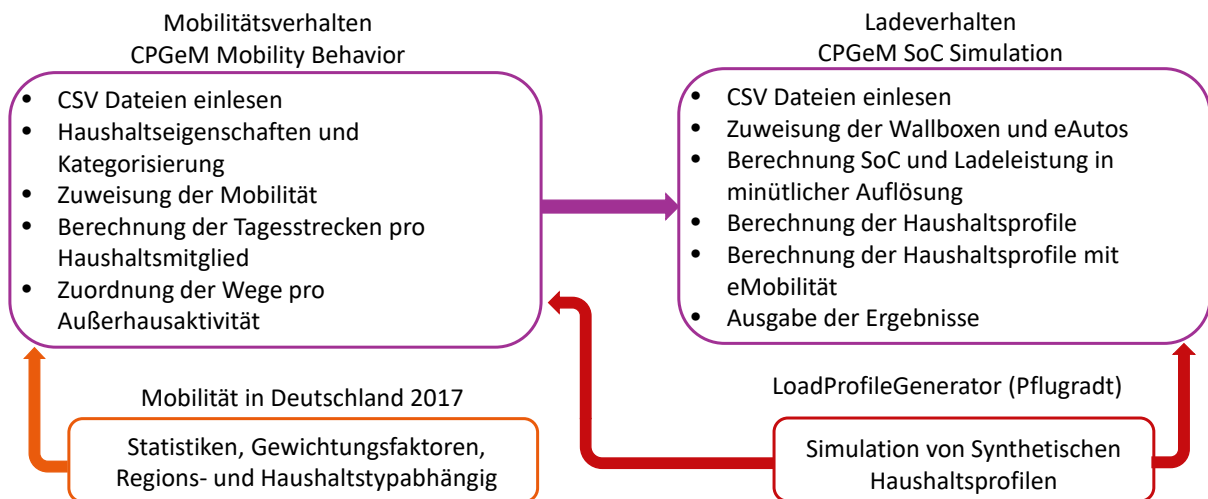 Mobilitätsverhalten
CPGeM Mobility Behavior
• CSV Dateien einlesen
• Haushaltseigenschaften und
Kategorisierung
• Zuweisung der Mobilität
• Berechnung der Tagesstrecken pro
Haushaltsmitglied
• Zuordnung der Wege pro
Außerhausaktivität
Ladeverhalten
CPGeM SoC Simulation
• CSV Dateien einlesen
• Zuweisung der Wallboxen und eAutos
• Berechnung SoC und Ladeleistung in
minütlicher Auflösung
• Berechnung der Haushaltsprofile
• Berechnung der Haushaltsprofile mit
eMobilität
• Ausgabe der Ergebnisse
Mobilität in Deutschland 2017
Statistiken, Gewichtungsfaktoren,
Regions- und Haushaltstypabhängig
LoadProfileGenerator (Pflugradt)
Simulation von Synthetischen
Haushaltsprofilen